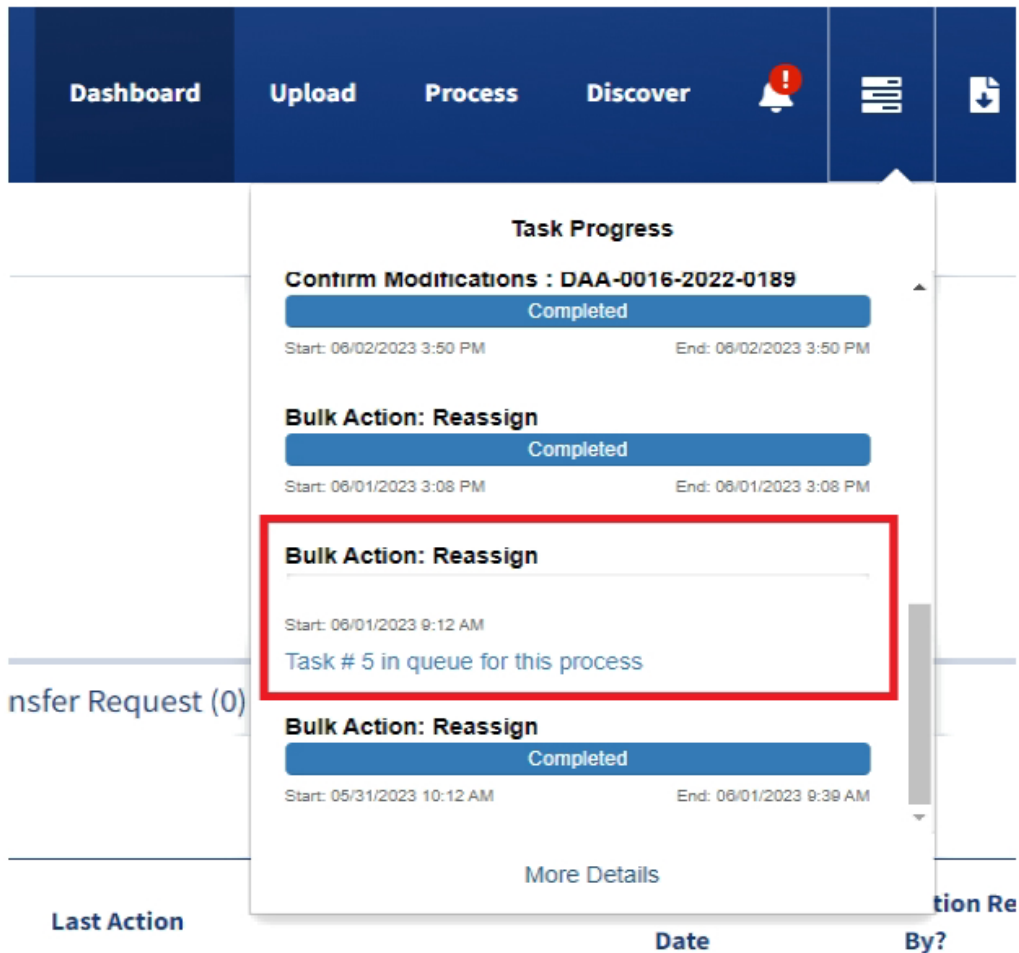 Dashboard Upload Process Discover
Task Progress
Confirm Modifications : DAA-0016-2022-0189
Completed
Start: 06/02/2023 3:50 PM End: 06/02/2023 3:50 PM
Bulk Action: Reassign
Completed
Start: 06/01/2023 3:08 PM End: 06/01/2023 3:08 PM
Bulk Action: Reassign
Start: 06/01/2023 9:12 AM
Task # 5 in queue for this process
nsfer Request (0)
Bulk Action: Reassign
Completed
Start: 05/31/2023 10:12 AM End: 06/01/2023 9:39 AM
More Details
Last Action
Date
tion Re
By?